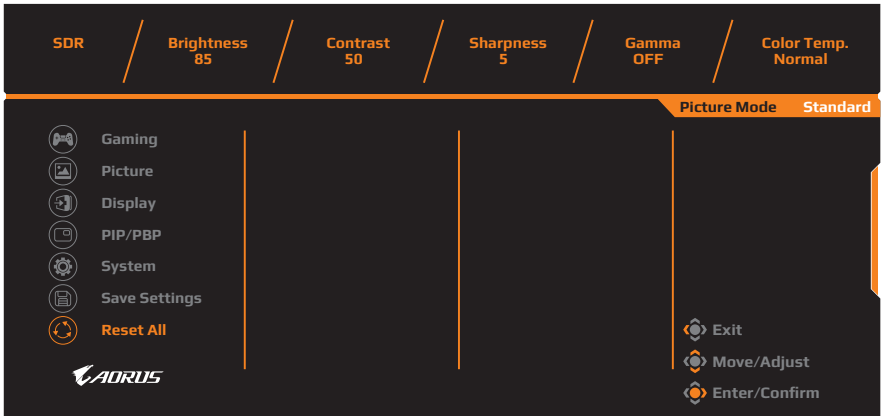 SDR
Brightness
85
Contrast
50
Sharpness
5
Gamma
OFF
Color Temp.
Normal
Picture Mode Standard
Gaming
Picture
Display
PIP/PBP
System
Save Settings
Reset All
AORUS
Exit
Move/Adjust
Enter/Confirm